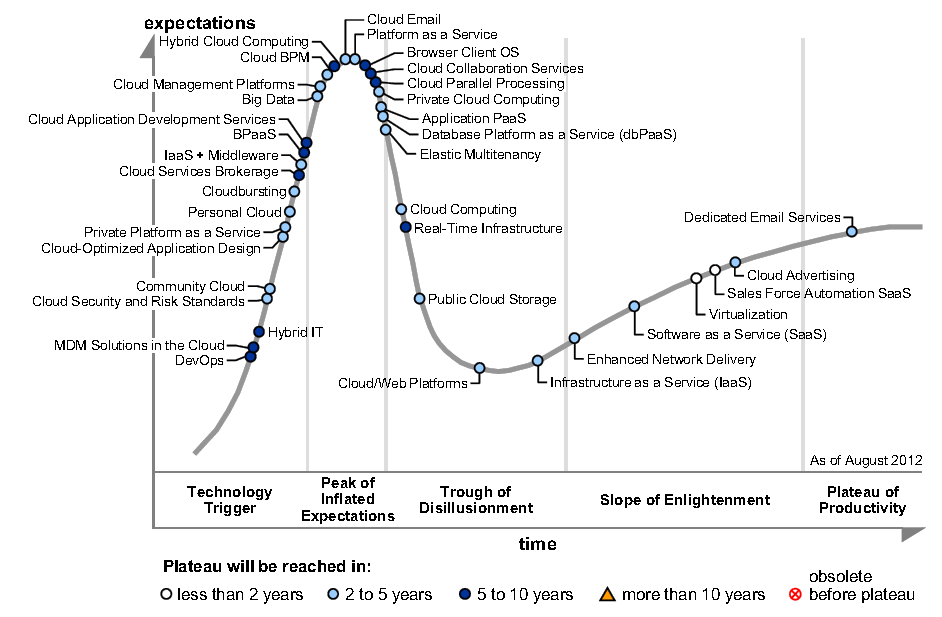 expectations
Cloud Email
Platform as a Service
Hybrid Cloud Computing
Browser Client OS
Cloud BPM
Cloud Collaboration Services
Cloud Management Platforms
Cloud Parallel Processing
Big Data
Private Cloud Computing
Cloud Application Development Services
Application PaaS
BPaaS
Database Platform as a Service (dbPaaS)
IaaS + Middleware
Elastic Multitenancy
Cloud Services Brokerage
Cloudbursting
Personal Cloud
Cloud Computing
Dedicated Email Services
Private Platform as a Service
Real-Time Infrastructure
Cloud-Optimized Application Design
Cloud Advertising
Community Cloud
Sales Force Automation SaaS
Cloud Security and Risk Standards
Public Cloud Storage
Virtualization
Hybrid IT
Software as a Service (SaaS)
MDM Solutions in the Cloud
DevOps
Enhanced Network Delivery
Cloud/Web Platforms
Infrastructure as a Service (IaaS)
As of August 2012
Technology
Trigger
Peak of
Inflated
Expectations
Trough of
Disillusionment
Slope of Enlightenment
Plateau of
Productivity
time
Plateau will be reached in:
less than 2 years
2 to 5 years
5 to 10 years
more than 10 years
obsolete
before plateau